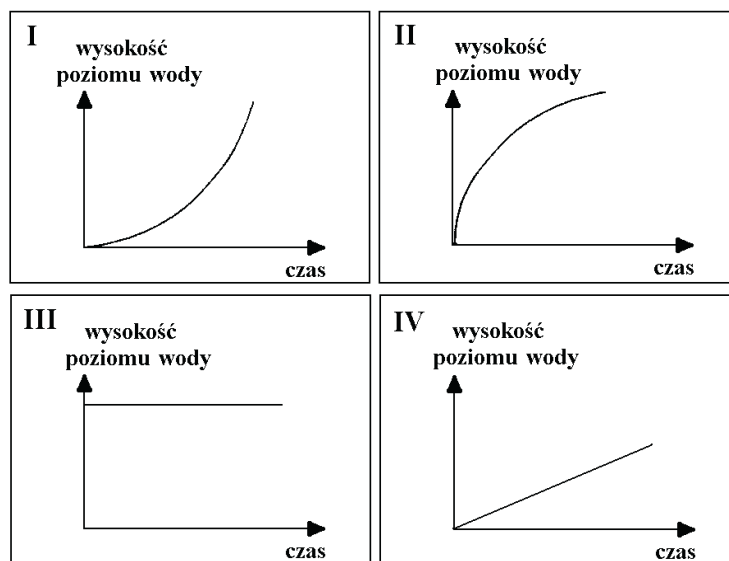 I
wysokość
poziomu wody
czas
II
wysokość
poziomu wody
czas
III
wysokość
poziomu wody
czas
IV
wysokość
poziomu wody
czas